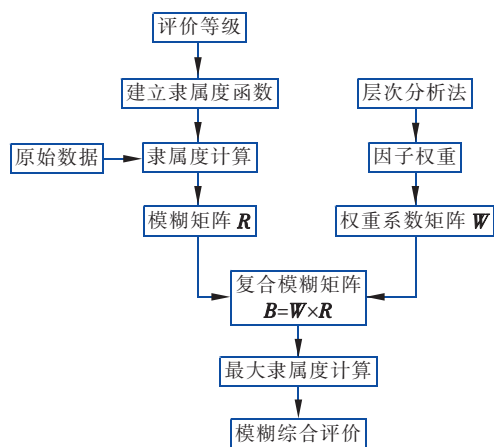 评价等级
建立隶属度函数
层次分析法
原始数据
隶属度计算
因子权重
模糊矩阵 R
权重系数矩阵 W
复合模糊矩阵
B=W×R
最大隶属度计算
模糊综合评价